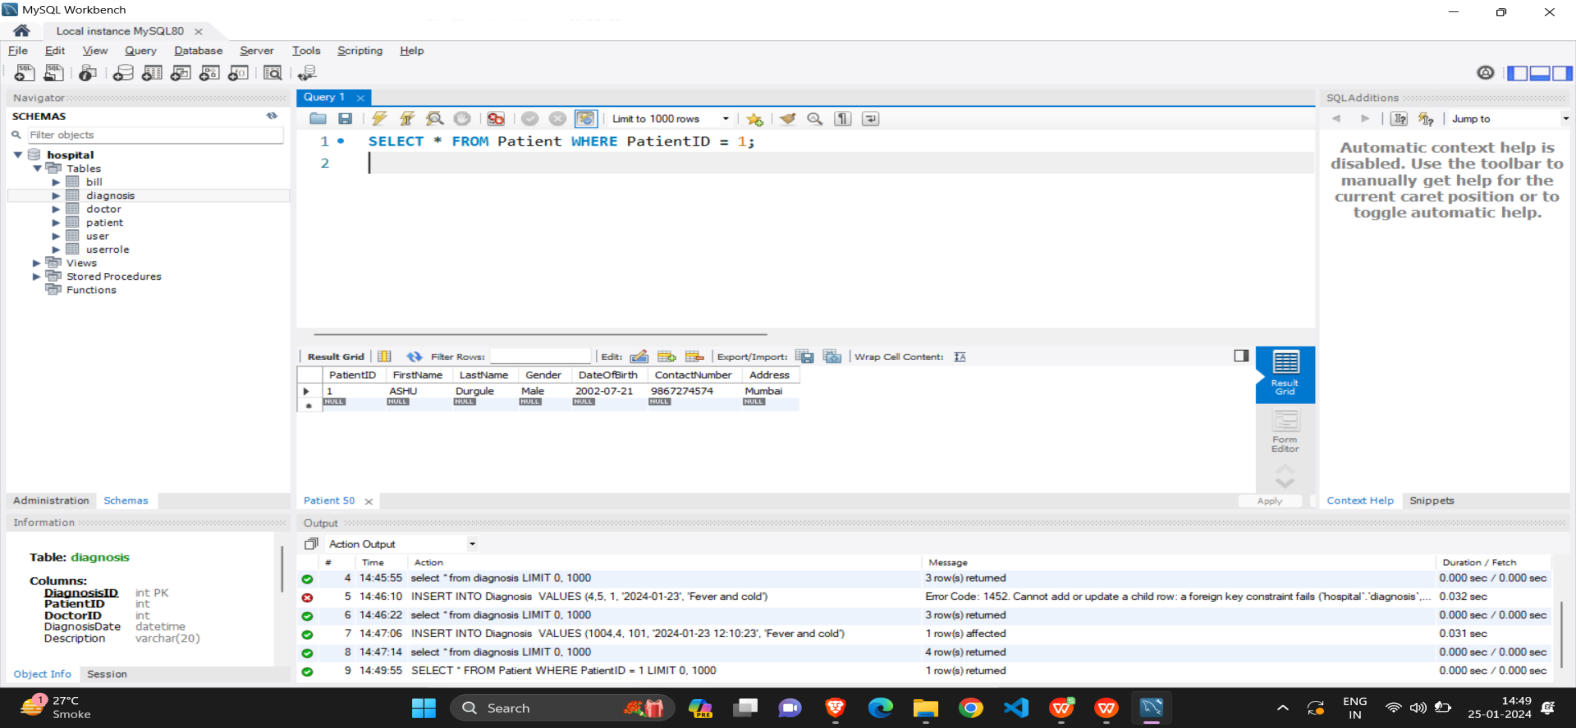 MySQL Workbench
Local instance MySQL80
File Edit View Query Database Server Tools Scripting Help
Navigator
SCHEMAS
Filter objects
hospital
Tables
bill
diagnosis
doctor
patient
user
userrole
Views
Stored Procedures
Functions
Administration Schemas
Information
Table: diagnosis
Columns:
DiagnosisID int PK
PatientID int
DoctorID int
DiagnosisDate datetime
Description varchar(20)
Object Info Session
Query 1
Limit to 1000 rows
1 SELECT * FROM Patient WHERE PatientID = 1;
2
Result Grid Filter Rows: Edit: Export/Import: Wrap Cell Content:
PatientID FirstName LastName Gender DateOfBirth ContactNumber Address
1 ASHU Durgule Male 2002-07-21 9867274574 Mumbai
NULL NULL NULL NULL NULL NULL NULL
Result
Grid
Form
Editor
Patient 50
Apply
SQLAdditions
Jump to
Automatic context help is
disabled. Use the toolbar to
manually get help for the
current caret position or to
toggle automatic help.
Context Help Snippets
Output
Action Output
# Time Action Message Duration / Fetch
4 14:45:55 select * from diagnosis LIMIT 0, 1000 3 row(s) returned 0.000 sec / 0.000 sec
5 14:46:10 INSERT INTO Diagnosis VALUES (4,5, 1, '2024-01-23', 'Fever and cold') Error Code: 1452. Cannot add or update a child row: a foreign key constraint fails (`hospital`.`diagnosis`,... 0.032 sec
6 14:46:22 select * from diagnosis LIMIT 0, 1000 3 row(s) returned 0.000 sec / 0.000 sec
7 14:47:06 INSERT INTO Diagnosis VALUES (1004,4, 101, '2024-01-23 12:10:23', 'Fever and cold') 1 row(s) affected 0.031 sec
8 14:47:14 select * from diagnosis LIMIT 0, 1000 4 row(s) returned 0.000 sec / 0.000 sec
9 14:49:55 SELECT * FROM Patient WHERE PatientID = 1 LIMIT 0, 1000 1 row(s) returned 0.000 sec / 0.000 sec
1
27°C
Smoke
Search
PRE
ENG
IN
14:49
25-01-2024